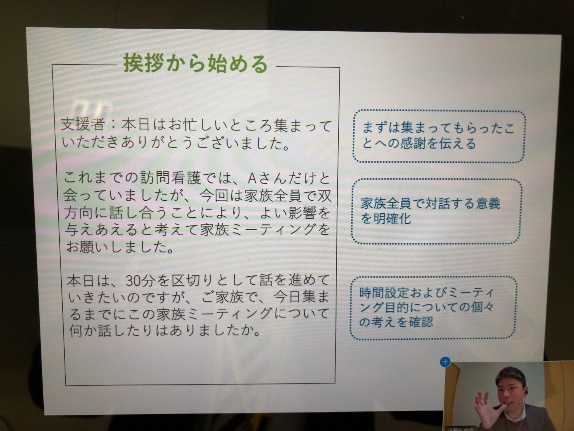 挨拶から始める
支援者：本日はお忙しいところ集まって
いただきありがとうございました。
これまでの訪問看護では、Aさんだけと
会っていましたが、今回は家族全員で双
方向に話し合うことにより、よい影響を
与えあえると考えて家族ミーティングを
お願いしました。
本日は、30分を区切りとして話を進めて
いきたいのですが、ご家族で、今日集ま
るまでにこの家族ミーティングについて
何か話したりはありましたか。
まずは集まってもらったこ
とへの感謝を伝える
家族全員で対話する意義
を明確化
時間設定およびミーティ
ング目的についての個々
の考えを確認